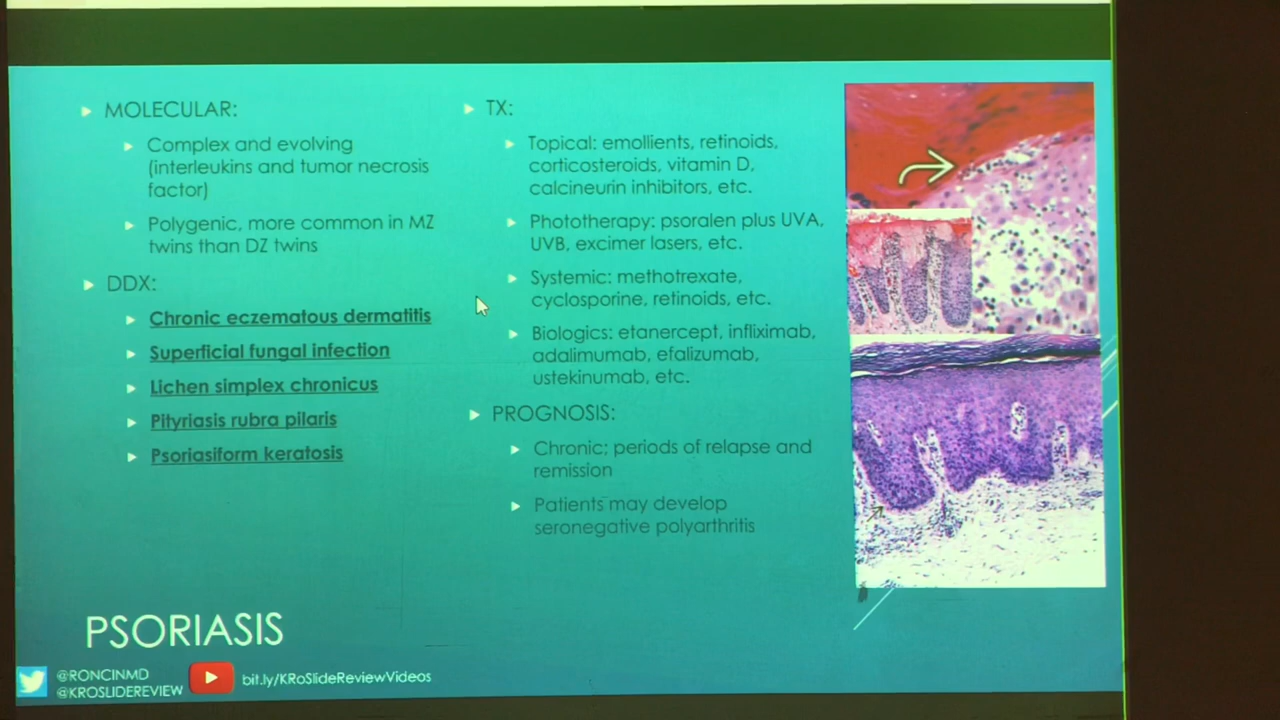 MOLECULAR:
Complex and evolving
(interleukins and tumor necrosis
factor)
Polygenic, more common in MZ
twins than DZ twins
DDX:
Chronic eczematous dermatitis
Superficial fungal infection
Lichen simplex chronicus
Pityriasis rubra pilaris
Psoriasiform keratosis
TX:
Topical: emollients, retinoids,
corticosteroids, vitamin D,
calcineurin inhibitors, etc.
Phototherapy: psoralen plus UVA,
UVB, excimer lasers, etc.
Systemic: methotrexate,
cyclosporine, retinoids, etc.
Biologics: etanercept, infliximab,
adalimumab, efalizumab,
ustekinumab, etc.
PROGNOSIS:
Chronic; periods of relapse and
remission
Patients may develop
seronegative polyarthritis
PSORIASIS
@RONCINMD
@KROSLIDEREVIEW
bit.ly/KRoSlideReviewVideos